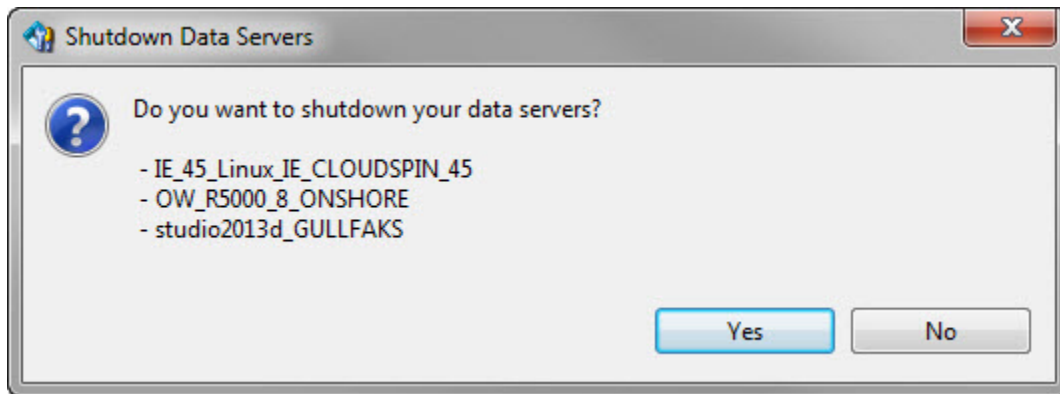 Shutdown Data Servers
Do you want to shutdown your data servers?
- IE_45_Linux_IE_CLOUDSPIN_45
- OW_R5000_8_ONSHORE
- studio2013d_GULLFAKS
Yes No